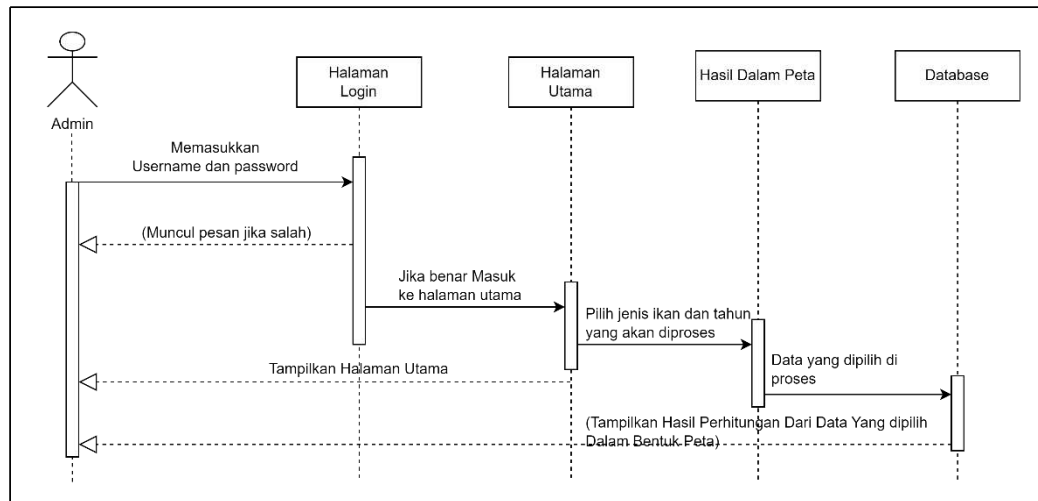 Halaman
Login
Halaman
Utama
Hasil Dalam Peta
Database
Admin
Memasukkan
Username dan password
(Muncul pesan jika salah)
Jika benar Masuk
ke halaman utama
Pilih jenis ikan dan tahun
yang akan diproses
Data yang dipilih di
proses
Tampilkan Halaman Utama
(Tampilkan Hasil Perhitungan Dari Data Yang dipilih
Dalam Bentuk Peta)